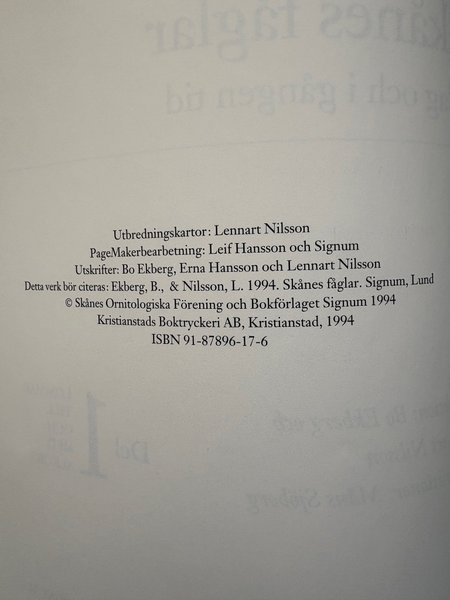 Utbredningskartor: Lennart Nilsson
PageMakerbearbetning: Leif Hansson och Signum
Utskrifter: Bo Ekberg, Erna Hansson och Lennart Nilsson
Detta verk bör citeras: Ekberg, B., & Nilsson, L. 1994. Skånes fåglar. Signum, Lund
© Skånes Ornitologiska Förening och Bokförlaget Signum 1994
Kristianstads Boktryckeri AB, Kristianstad, 1994
ISBN 91-87896-17-6